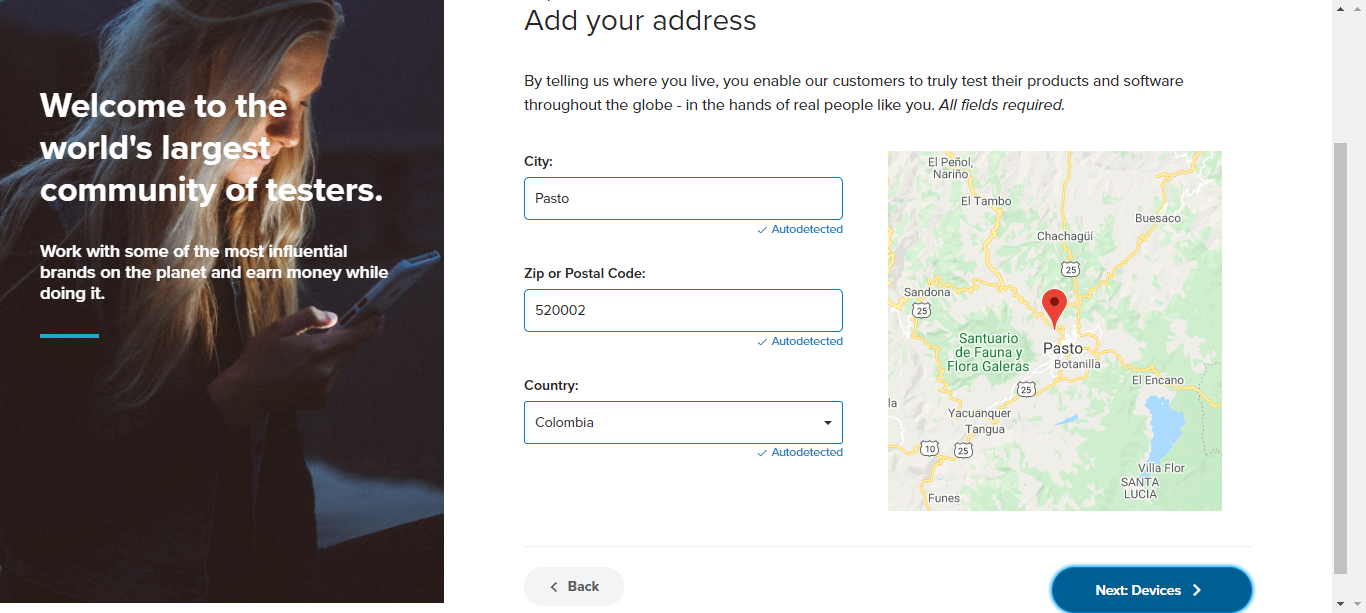 Add your address
Welcome to the
world's largest
community of testers.
Work with some of the most influential
brands on the planet and earn money while
doing it.
By telling us where you live, you enable our customers to truly test their products and software
throughout the globe - in the hands of real people like you. All fields required.
City:
Pasto
Autodetected
Zip or Postal Code:
520002
Autodetected
Country:
Colombia
Autodetected
El Peñol,
Nariño
El Tambo
Buesaco
Chachagüí
25
Sandona
25
Santuario
de Fauna y
Flora Galeras
Pasto
Botanilla
El Encano
25
la
Yacuanquer
Tangua
10
25
Villa Flor
SANTA
LUCIA
Funes
Back
Next: Devices